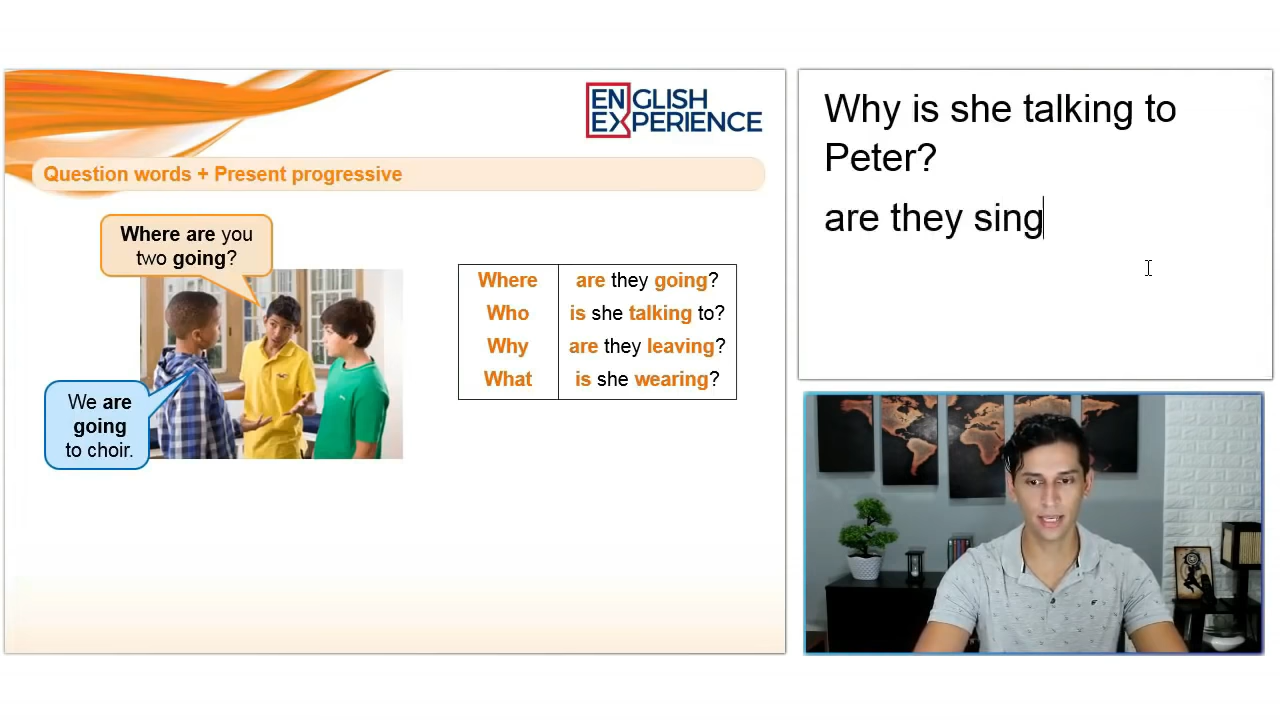 ENGLISH
EXPERIENCE
Question words + Present progressive
Where are you
two going?
We are
going
to choir.
Where are they going?
Who is she talking to?
Why are they leaving?
What is she wearing?
Why is she talking to
Peter?
are they sing